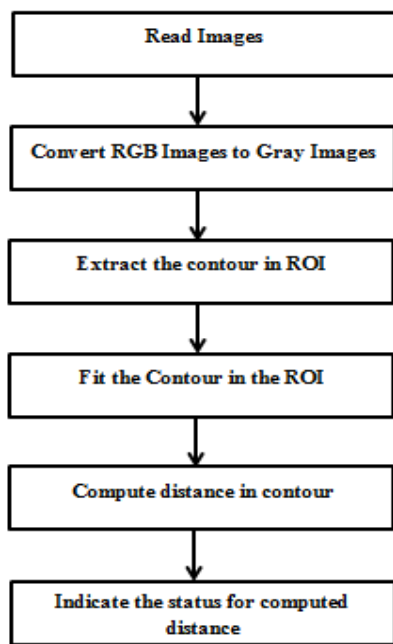 Read Images
Convert RGB Images to Gray Images
Extract the contour in ROI
Fit the Contour in the ROI
Compute distance in contour
Indicate the status for computed
distance